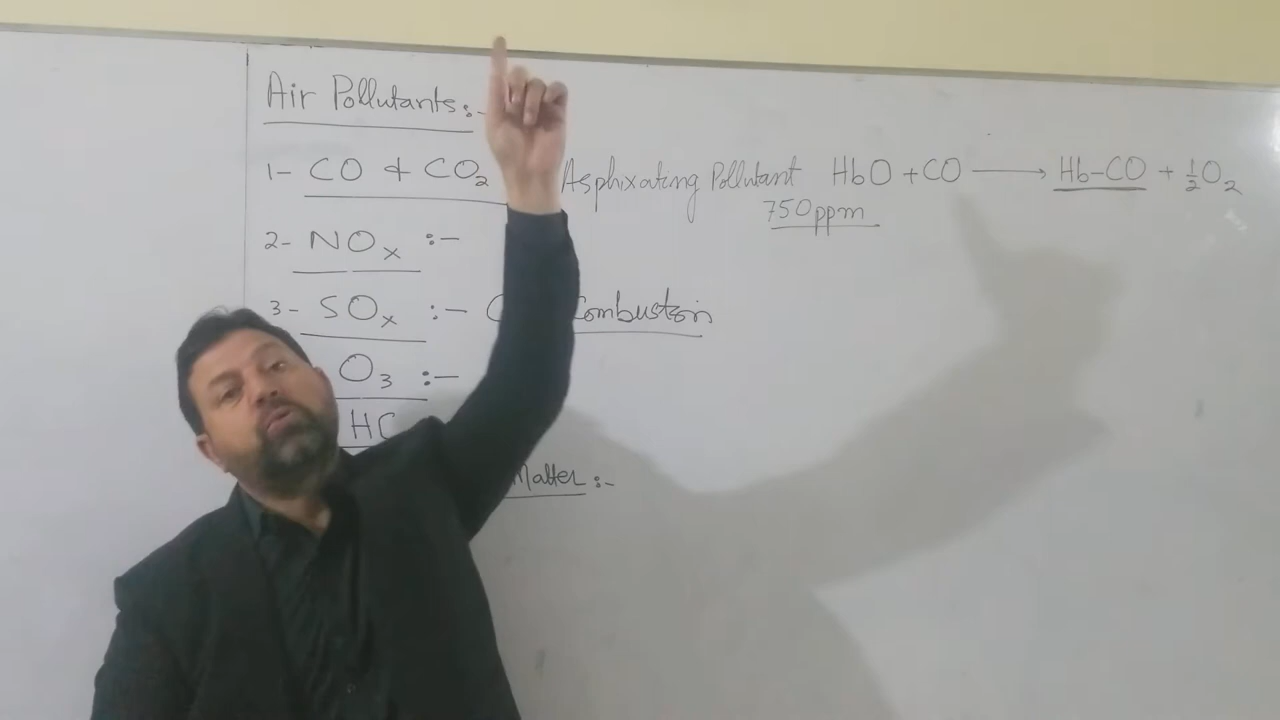 Air Pollutants:-
1- CO & CO₂ Asphixating Pollutant HbO + CO ⟶ Hb-CO + ½O₂
750ppm
2- NOₓ :-
3- SOₓ :- Combustion
O₃ :-
HC
Matter :-